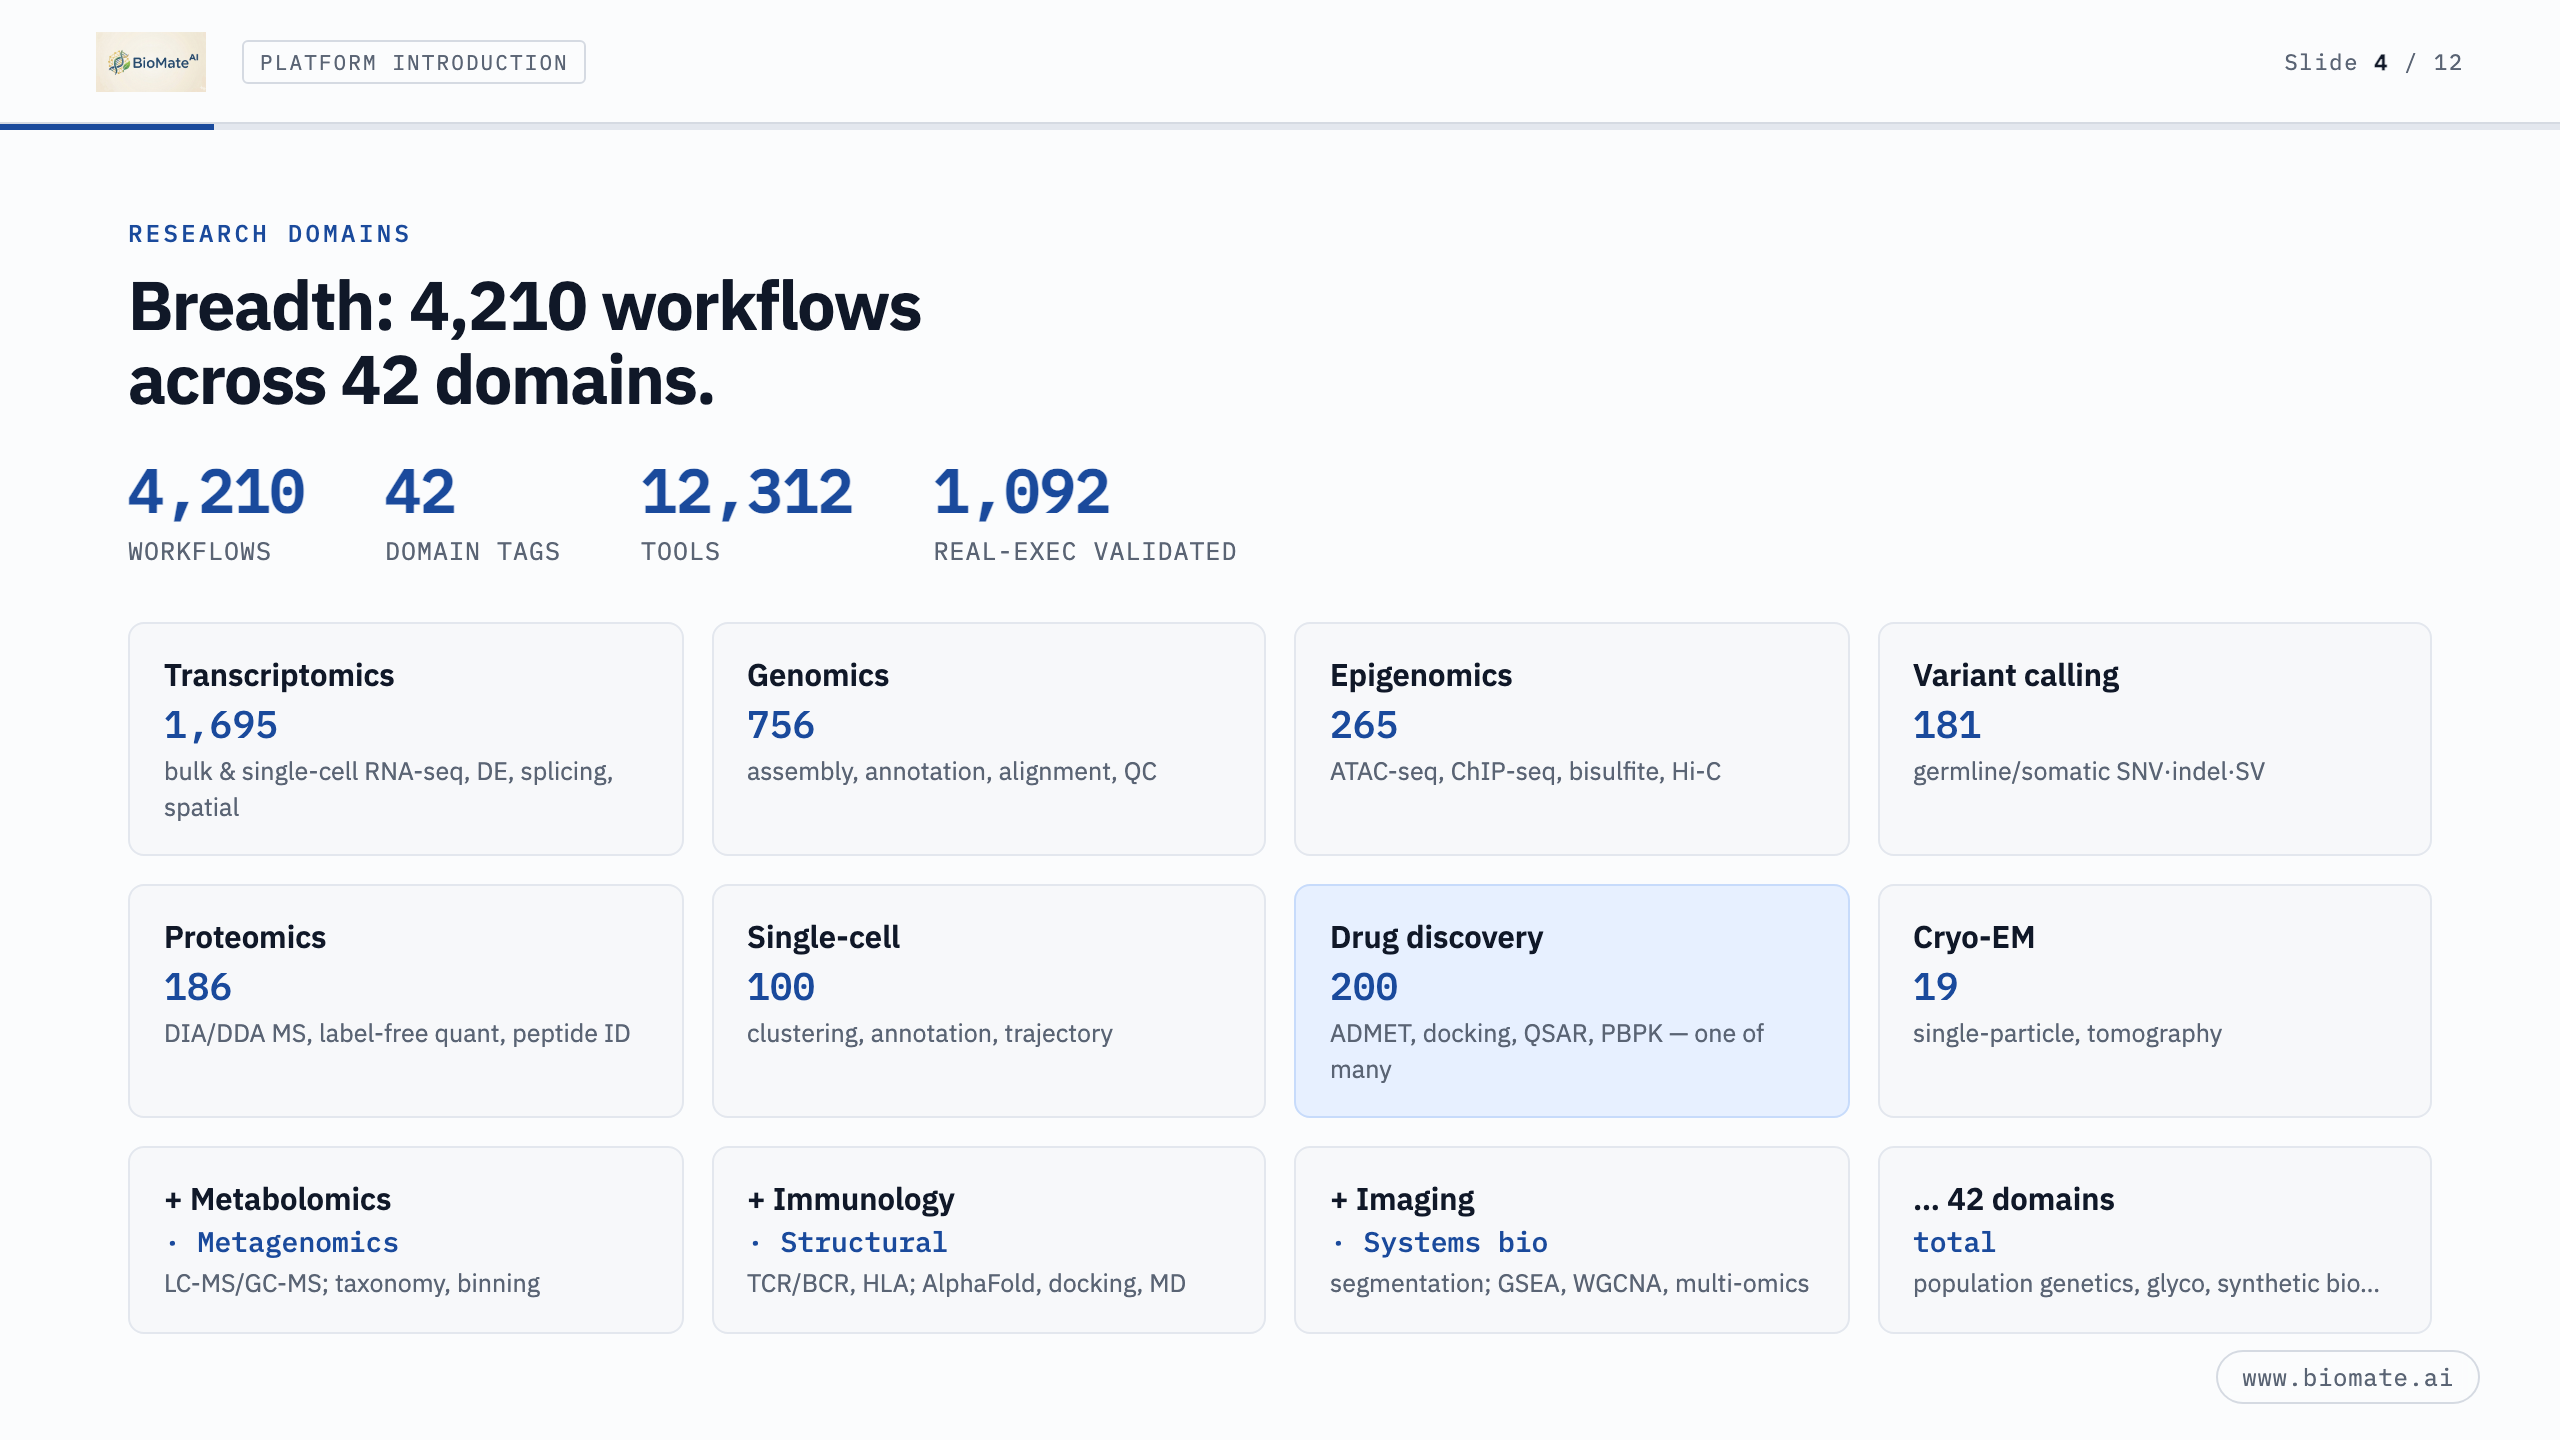 BioMate AI
PLATFORM INTRODUCTION
Slide 4 / 12
RESEARCH DOMAINS
Breadth: 4,210 workflows
across 42 domains.
4,210
WORKFLOWS
42
DOMAIN TAGS
12,312
TOOLS
1,092
REAL-EXEC VALIDATED
Transcriptomics
1,695
bulk & single-cell RNA-seq, DE, splicing,
spatial
Genomics
756
assembly, annotation, alignment, QC
Epigenomics
265
ATAC-seq, ChIP-seq, bisulfite, Hi-C
Variant calling
181
germline/somatic SNV·indel·SV
Proteomics
186
DIA/DDA MS, label-free quant, peptide ID
Single-cell
100
clustering, annotation, trajectory
Drug discovery
200
ADMET, docking, QSAR, PBPK — one of
many
Cryo-EM
19
single-particle, tomography
+ Metabolomics
· Metagenomics
LC-MS/GC-MS; taxonomy, binning
+ Immunology
· Structural
TCR/BCR, HLA; AlphaFold, docking, MD
+ Imaging
· Systems bio
segmentation; GSEA, WGCNA, multi-omics
… 42 domains
total
population genetics, glyco, synthetic bio…
www.biomate.ai